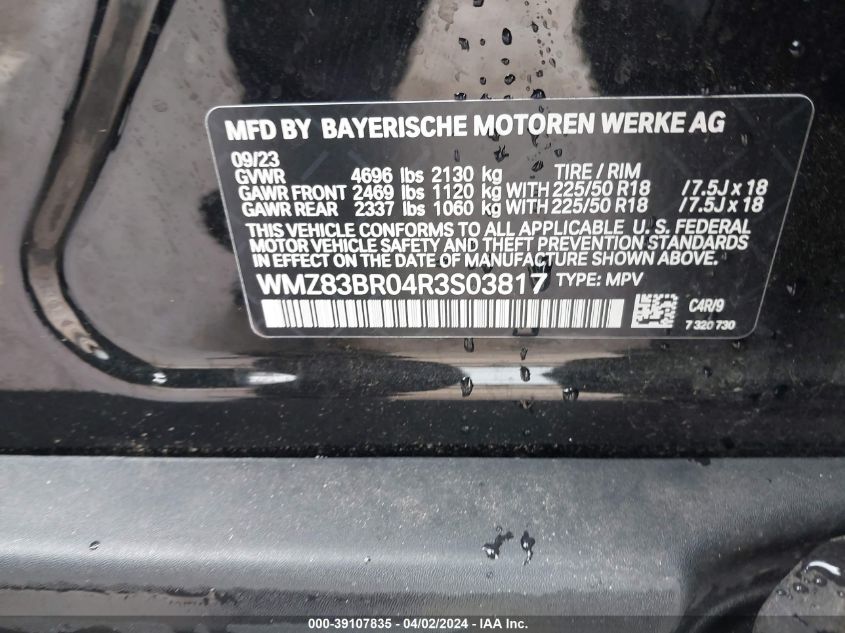 MFD BY BAYERISCHE MOTOREN WERKE AG
09/23
GVWR 4696 lbs 2130 kg TIRE / RIM
GAWR FRONT 2469 lbs 1120 kg WITH 225/50 R18 /7.5J x 18
GAWR REAR 2337 lbs 1060 kg WITH 225/50 R18 /7.5J x 18
THIS VEHICLE CONFORMS TO ALL APPLICABLE U. S. FEDERAL
MOTOR VEHICLE SAFETY AND THEFT PREVENTION STANDARDS
IN EFFECT ON THE DATE OF MANUFACTURE SHOWN ABOVE.
WMZ83BR04R3S03817 TYPE: MPV
C4R/9
7 320 730
000-39107835 - 04/02/2024 - IAA Inc.